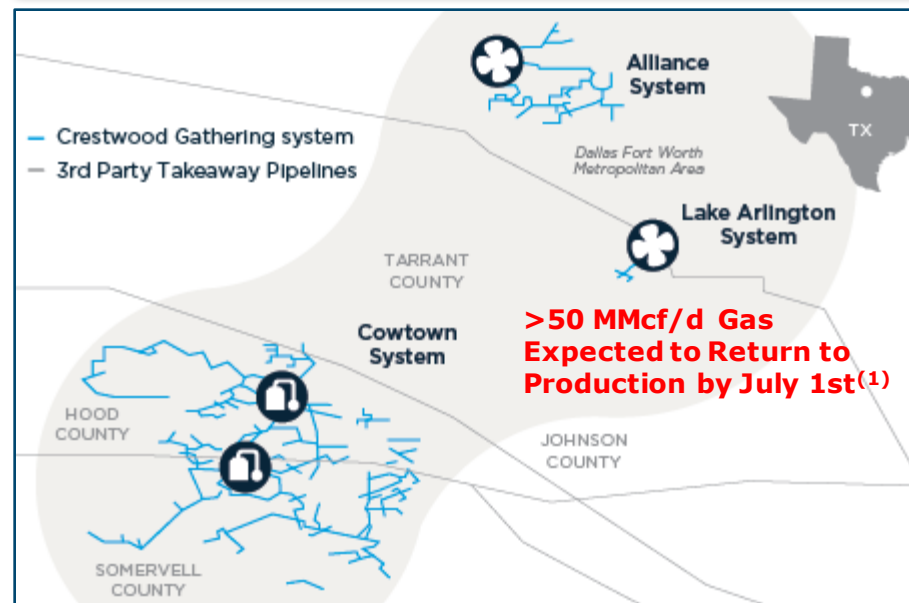 Alliance
System
TX
Crestwood Gathering system
3rd Party Takeaway Pipelines
Dallas Fort Worth
Metropolitan Area
Lake Arlington
System
TARRANT
COUNTY
>50 MMcf/d Gas
Expected to Return to
Production by July 1st(1)
Cowtown
System
HOOD
COUNTY
JOHNSON
COUNTY
SOMERVELL
COUNTY